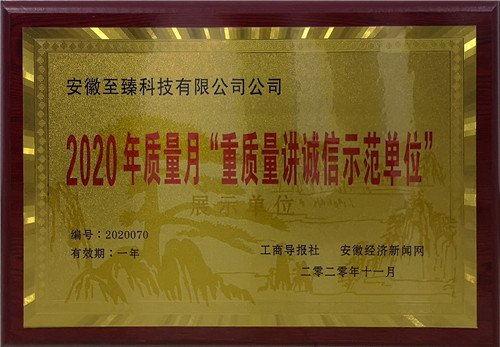 安徽至臻科技有限公司公司
2020年质量月“重质量讲诚信示范单位”
展示单位
编号：2020070
有效期：一年
工商导报社 安徽经济新闻网
二零二零年十一月